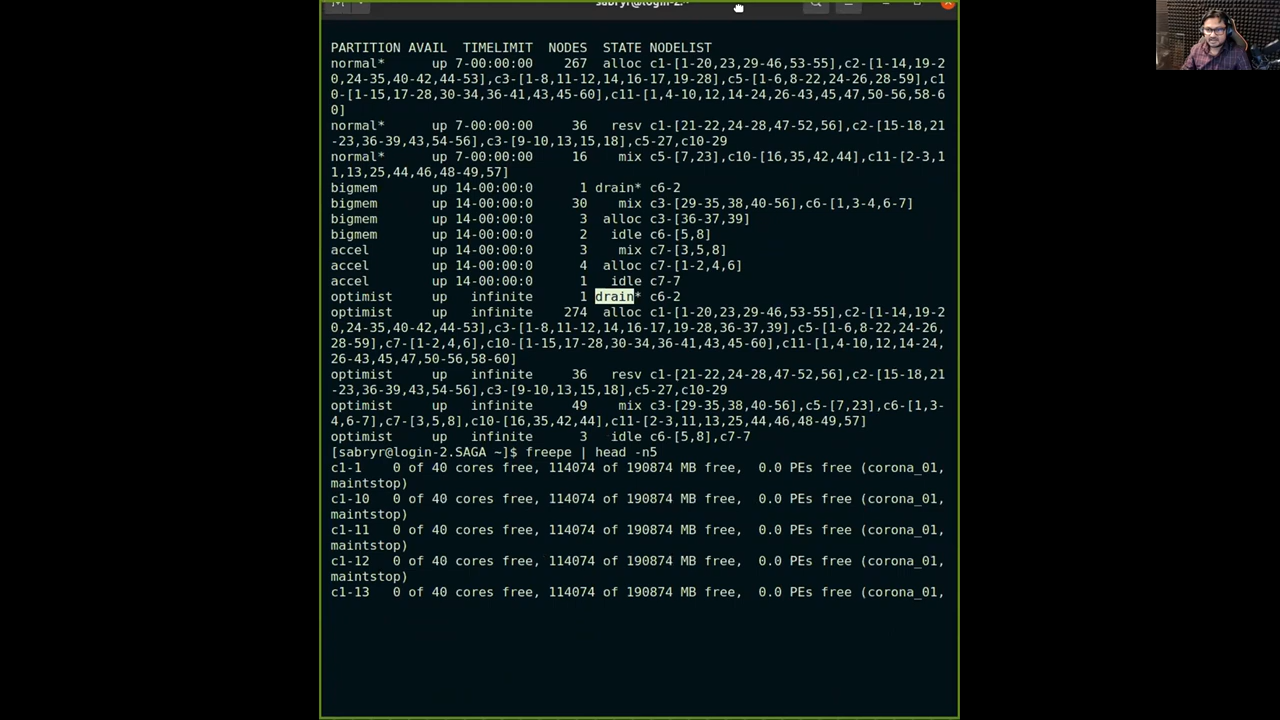 sabryr@login-2:~
PARTITION AVAIL  TIMELIMIT  NODES  STATE NODELIST
normal*      up 7-00:00:00    267  alloc c1-[1-20,23,29-46,53-55],c2-[1-14,19-2
0,24-35,40-42,44-53],c3-[1-8,11-12,14,16-17,19-28],c5-[1-6,8-22,24-26,28-59],c1
0-[1-15,17-28,30-34,36-41,43,45-60],c11-[1,4-10,12,14-24,26-43,45,47,50-56,58-6
0]
normal*      up 7-00:00:00     36   resv c1-[21-22,24-28,47-52,56],c2-[15-18,21
-23,36-39,43,54-56],c3-[9-10,13,15,18],c5-27,c10-29
normal*      up 7-00:00:00     16    mix c5-[7,23],c10-[16,35,42,44],c11-[2-3,1
1,13,25,44,46,48-49,57]
bigmem       up 14-00:00:0      1 drain* c6-2
bigmem       up 14-00:00:0     30    mix c3-[29-35,38,40-56],c6-[1,3-4,6-7]
bigmem       up 14-00:00:0      3  alloc c3-[36-37,39]
bigmem       up 14-00:00:0      2   idle c6-[5,8]
accel        up 14-00:00:0      3    mix c7-[3,5,8]
accel        up 14-00:00:0      4  alloc c7-[1-2,4,6]
accel        up 14-00:00:0      1   idle c7-7
optimist     up   infinite      1 drain* c6-2
optimist     up   infinite    274  alloc c1-[1-20,23,29-46,53-55],c2-[1-14,19-2
0,24-35,40-42,44-53],c3-[1-8,11-12,14,16-17,19-28,36-37,39],c5-[1-6,8-22,24-26,
28-59],c7-[1-2,4,6],c10-[1-15,17-28,30-34,36-41,43,45-60],c11-[1,4-10,12,14-24,
26-43,45,47,50-56,58-60]
optimist     up   infinite     36   resv c1-[21-22,24-28,47-52,56],c2-[15-18,21
-23,36-39,43,54-56],c3-[9-10,13,15,18],c5-27,c10-29
optimist     up   infinite     49    mix c3-[29-35,38,40-56],c5-[7,23],c6-[1,3-
4,6-7],c7-[3,5,8],c10-[16,35,42,44],c11-[2-3,11,13,25,44,46,48-49,57]
optimist     up   infinite      3   idle c6-[5,8],c7-7
[sabryr@login-2.SAGA ~]$ freepe | head -n5
c1-1    0 of 40 cores free, 114074 of 190874 MB free,  0.0 PEs free (corona_01,
maintstop)
c1-10   0 of 40 cores free, 114074 of 190874 MB free,  0.0 PEs free (corona_01,
maintstop)
c1-11   0 of 40 cores free, 114074 of 190874 MB free,  0.0 PEs free (corona_01,
maintstop)
c1-12   0 of 40 cores free, 114074 of 190874 MB free,  0.0 PEs free (corona_01,
maintstop)
c1-13   0 of 40 cores free, 114074 of 190874 MB free,  0.0 PEs free (corona_01,